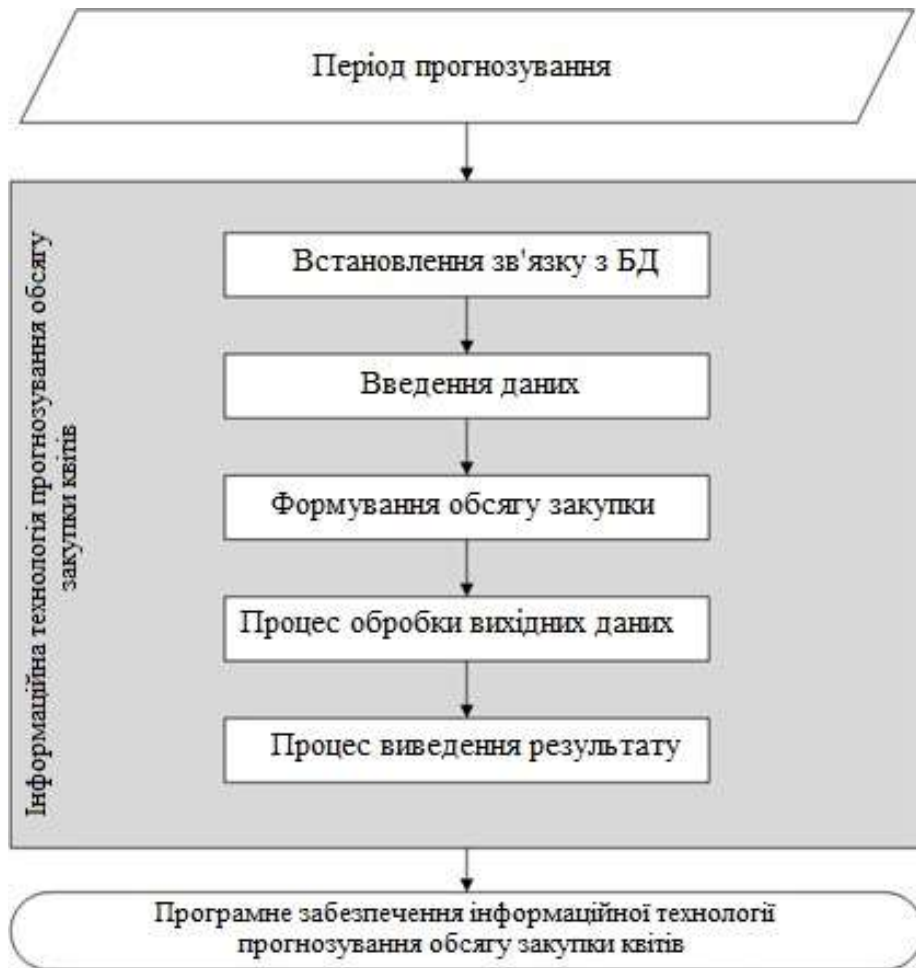 Період прогнозування
Інформаційна технологія прогнозування обсягу
закупки квітів
Встановлення зв'язку з БД
Введення даних
Формування обсягу закупки
Процес обробки вихідних даних
Процес виведення результату
Програмне забезпечення інформаційної технології
прогнозування обсягу закупки квітів